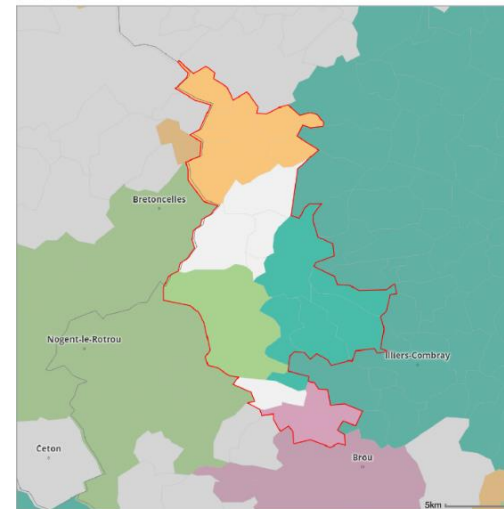 Bretoncelles
Nogent-le-Rotrou
Illiers-Combray
Ceton
Brou
5km